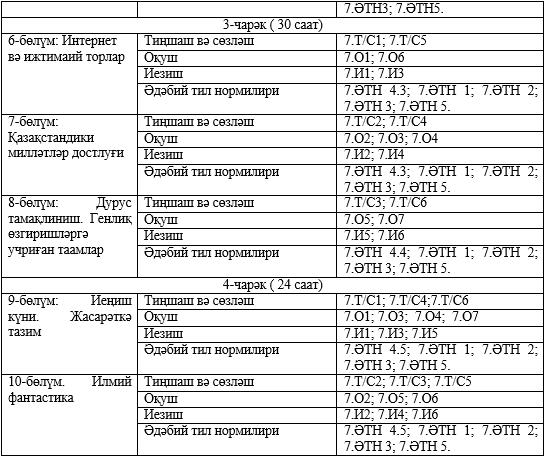 7.ӘТН3; 7.ӘТН5.
3-чарәк ( 30 саат)
6-бөлүм: Интернет вә ижтимаий торлар
Тиңшаш вә сөзләш
7.Т/С1; 7.Т/С5
Оқуш
7.О1; 7.О6
Иезиш
7.И1; 7.И3
Әдәбий тил нормилири
7.ӘТН 4.3; 7.ӘТН 1; 7.ӘТН 2;
7.ӘТН 3; 7.ӘТН 5.
7-бөлүм:
Қазақстандики
милләтләр достлуғи
Тиңшаш вә сөзләш
7.Т/С2; 7.Т/С4
Оқуш
7.О2; 7.О3; 7.О4
Иезиш
7.И2; 7.И4
Әдәбий тил нормилири
7.ӘТН 4.3; 7.ӘТН 1; 7.ӘТН 2;
7.ӘТН 3; 7.ӘТН 5.
8-бөлүм: Дурус
тамақлиниш. Генлиқ
өзгиришләргә
учриған таамлар
Тиңшаш вә сөзләш
7.Т/С3; 7.Т/С6
Оқуш
7.О5; 7.О7
Иезиш
7.И5; 7.И6
Әдәбий тил нормилири
7.ӘТН 4.4; 7.ӘТН 1; 7.ӘТН 2;
7.ӘТН 3; 7.ӘТН 5.
4-чарәк ( 24 саат)
9-бөлүм: Иеңиш
күни. Жасарәткә
тазим
Тиңшаш вә сөзләш
7.Т/С1; 7.Т/С4;7.Т/С6
Оқуш
7.О1; 7.О3; 7.О4; 7.О7
Иезиш
7.И1; 7.И3; 7.И5
Әдәбий тил нормилири
7.ӘТН 4.5; 7.ӘТН 1; 7.ӘТН 2;
7.ӘТН 3; 7.ӘТН 5.
10-бөлүм. Илмий
фантастика
Тиңшаш вә сөзләш
7.Т/С2; 7.Т/С3; 7.Т/С5
Оқуш
7.О2; 7.О5; 7.О6
Иезиш
7.И2; 7.И4; 7.И6
Әдәбий тил нормилири
7.ӘТН 4.5; 7.ӘТН 1; 7.ӘТН 2;
7.ӘТН 3; 7.ӘТН 5.